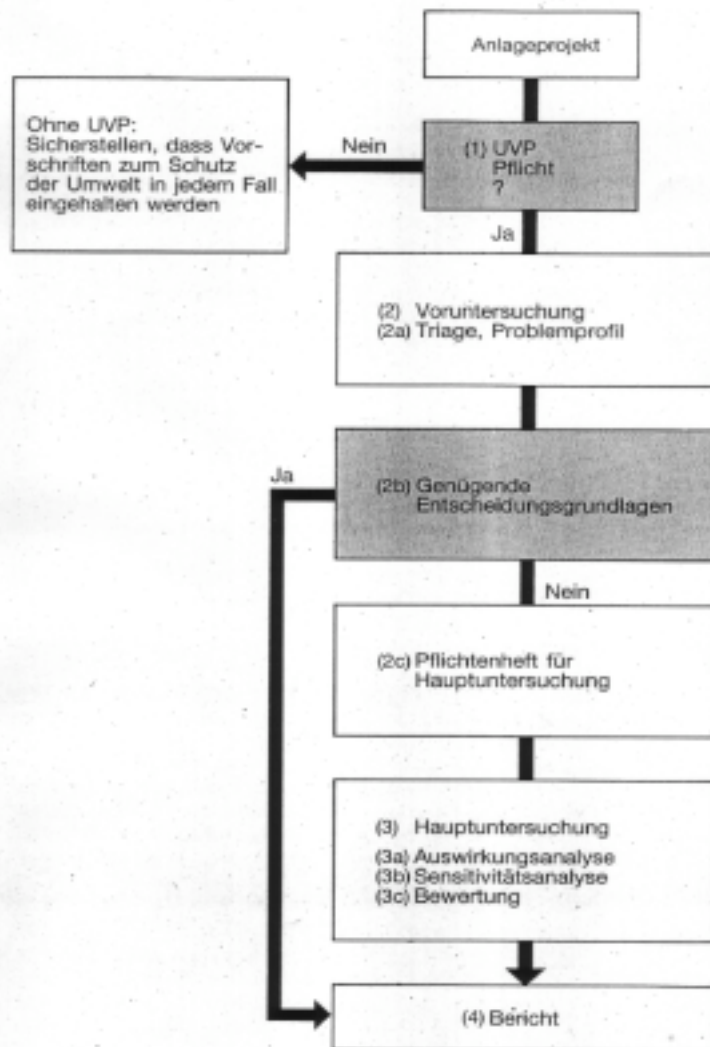 Anlageprojekt
Ohne UVP:
Sicherstellen, dass Vor-
schriften zum Schutz
der Umwelt in jedem Fall
eingehalten werden
Nein
(1) UVP
Pflicht
?
Ja
(2) Voruntersuchung
(2a) Triage, Problemprofil
Ja
(2b) Genügende
Entscheidungsgrundlagen
Nein
(2c) Pflichtenheft für
Hauptuntersuchung
(3) Hauptuntersuchung
(3a) Auswirkungsanalyse
(3b) Sensitivitätsanalyse
(3c) Bewertung
(4) Bericht